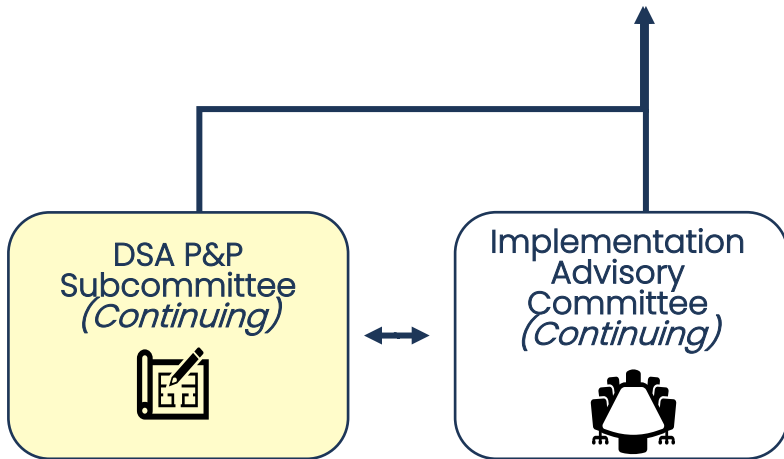 DSA P&P
Subcommittee
(Continuing)
Implementation
Advisory
Committee
(Continuing)